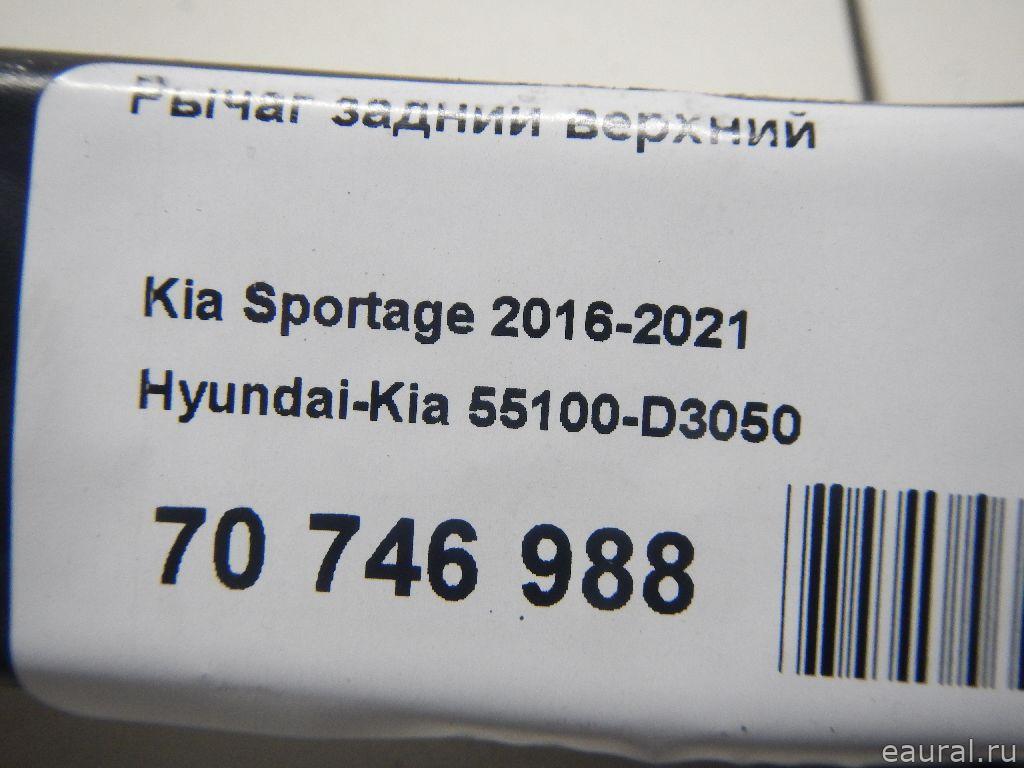 Рычаг задний верхний
Kia Sportage 2016-2021
Hyundai-Kia 55100-D3050
70 746 988
eaural.ru